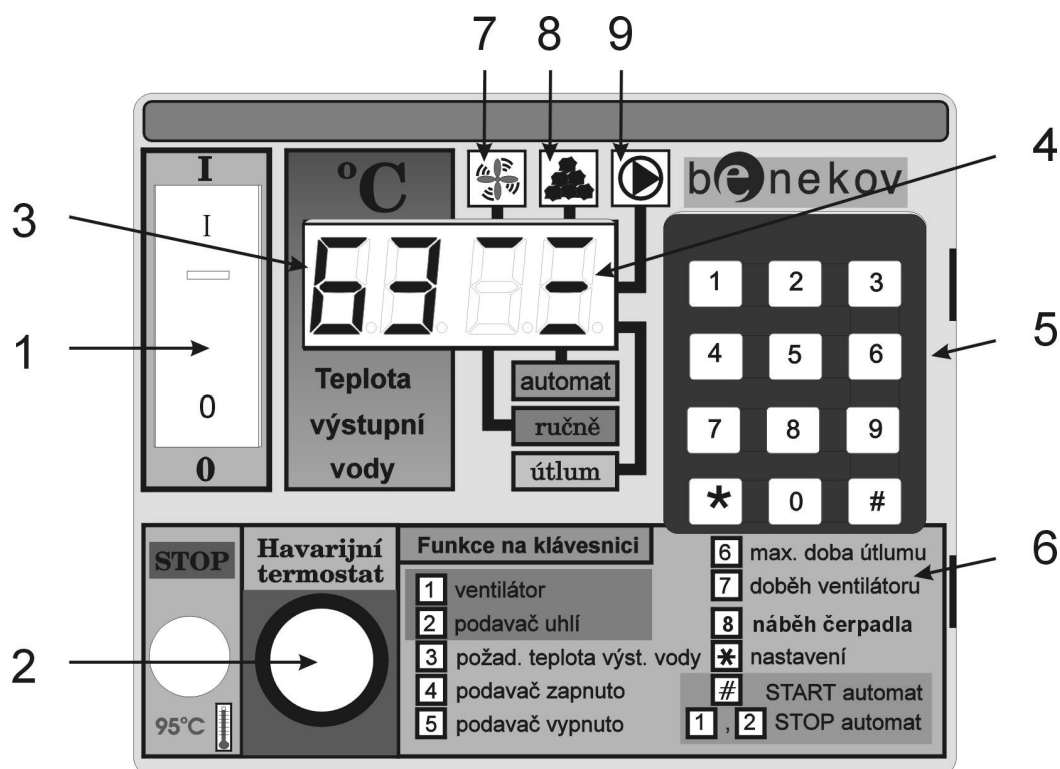 7 8 9
4
3
1
5
6
2
I
I
0
0
°C
benekov
63
Teplota
výstupní
vody
automat
ručně
útlum
1 2 3
4 5 6
7 8 9
* 0 #
STOP
95°C
Havarijní
termostat
Funkce na klávesnici
1 ventilátor
2 podavač uhlí
3 požad. teplota výst. vody
4 podavač zapnuto
5 podavač vypnuto
6 max. doba útlumu
7 doběh ventilátoru
8 náběh čerpadla
* nastavení
# START automat
1 , 2 STOP automat